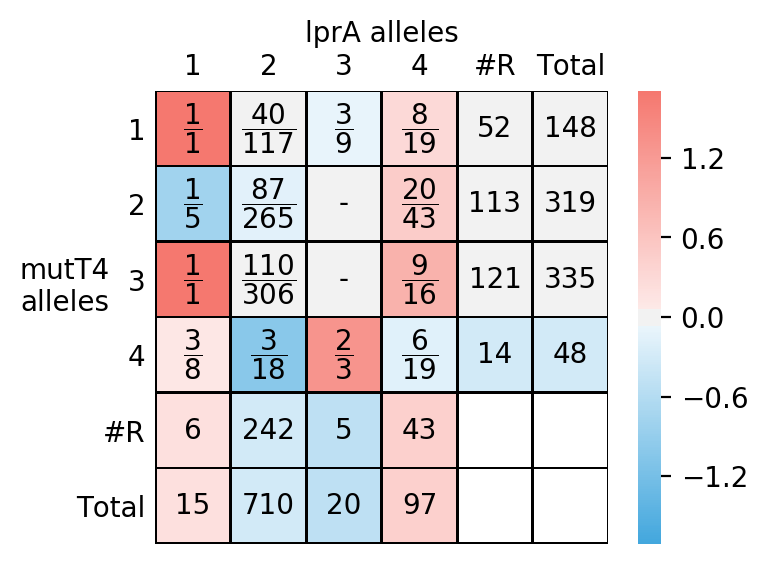 lprA alleles
1 2 3 4 #R Total
1 1/1 40/117 3/9 8/19 52 148
2 1/5 87/265 - 20/43 113 319
mutT4 alleles
3 1/1 110/306 - 9/16 121 335
4 3/8 3/18 2/3 6/19 14 48
#R 6 242 5 43
Total 15 710 20 97
1.2
0.6
0.0
−0.6
−1.2